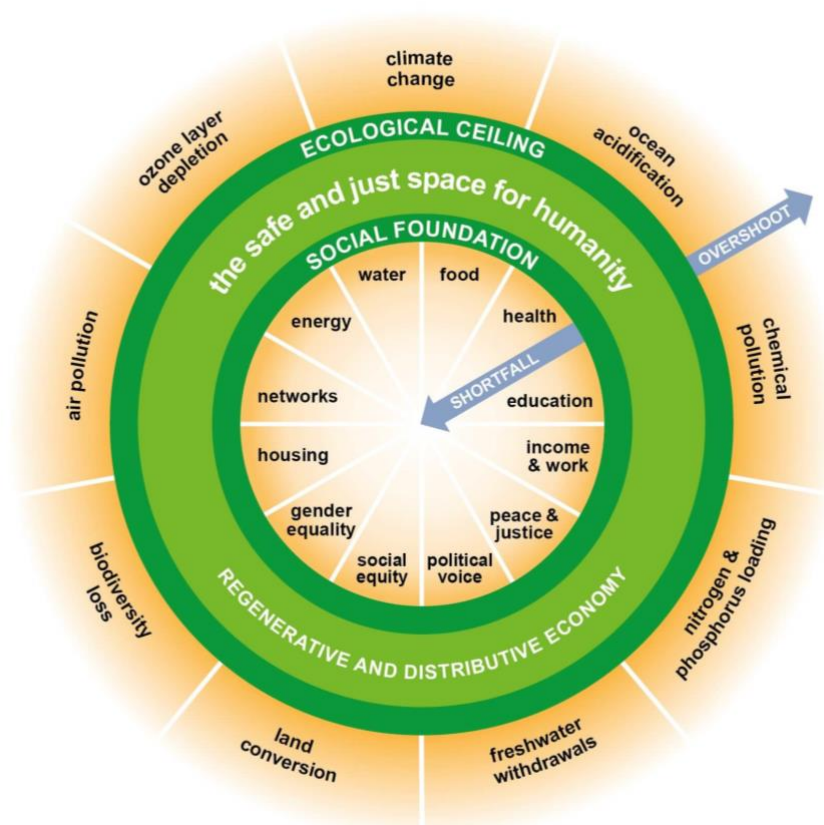 climate
change
ocean
acidification
OVERSHOOT
chemical
pollution
nitrogen &
phosphorus loading
freshwater
withdrawals
land
conversion
biodiversity
loss
air pollution
ozone layer
depletion
ECOLOGICAL CEILING
the safe and just space for humanity
SOCIAL FOUNDATION
water
food
energy
health
SHORTFALL
networks
education
housing
income
& work
gender
equality
peace &
justice
social
equity
political
voice
REGENERATIVE AND DISTRIBUTIVE ECONOMY